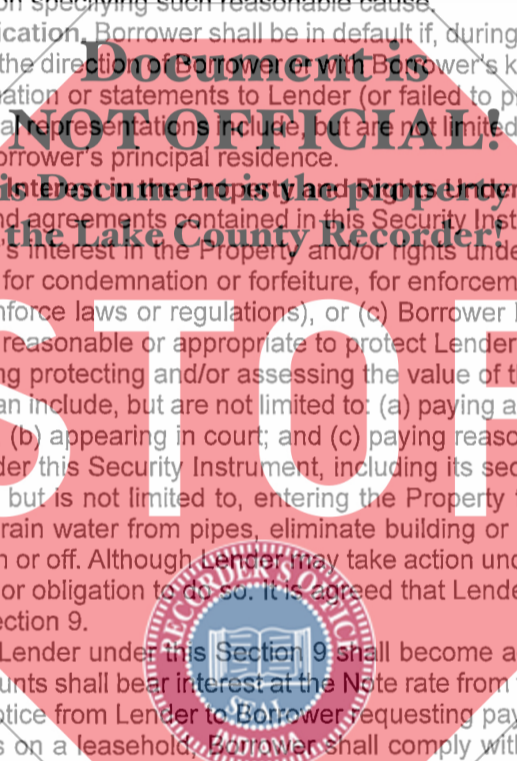 on specifying such reasonable cause.
ication. Borrower shall be in default if, during
Document is
the direction of Borrower or with Borrower's k
ation or statements to Lender (or failed to p
NOT OFFICIAL!
al representations include, but are not limited
orrower's principal residence.
is Document is the property
Interest in the Property and Rights Under
nd agreements contained in this Security Inst
the Lake County Recorder!
's interest in the Property and/or rights unde
for condemnation or forfeiture, for enforcem
nforce laws or regulations), or (c) Borrower
STOP
reasonable or appropriate to protect Lender
ng protecting and/or assessing the value of t
an include, but are not limited to: (a) paying a
(b) appearing in court; and (c) paying reaso
der this Security Instrument, including its sec
but is not limited to, entering the Property
rain water from pipes, eliminate building or
n or off. Although Lender may take action und
or obligation to do so. It is agreed that Lende
ection 9.
RECORDER'S OFFICE
Lender under this Section 9 shall become a
unts shall bear interest at the Note rate from
SEAL
otice from Lender to Borrower requesting pay
INDIANA
s on a leasehold, Borrower shall comply with